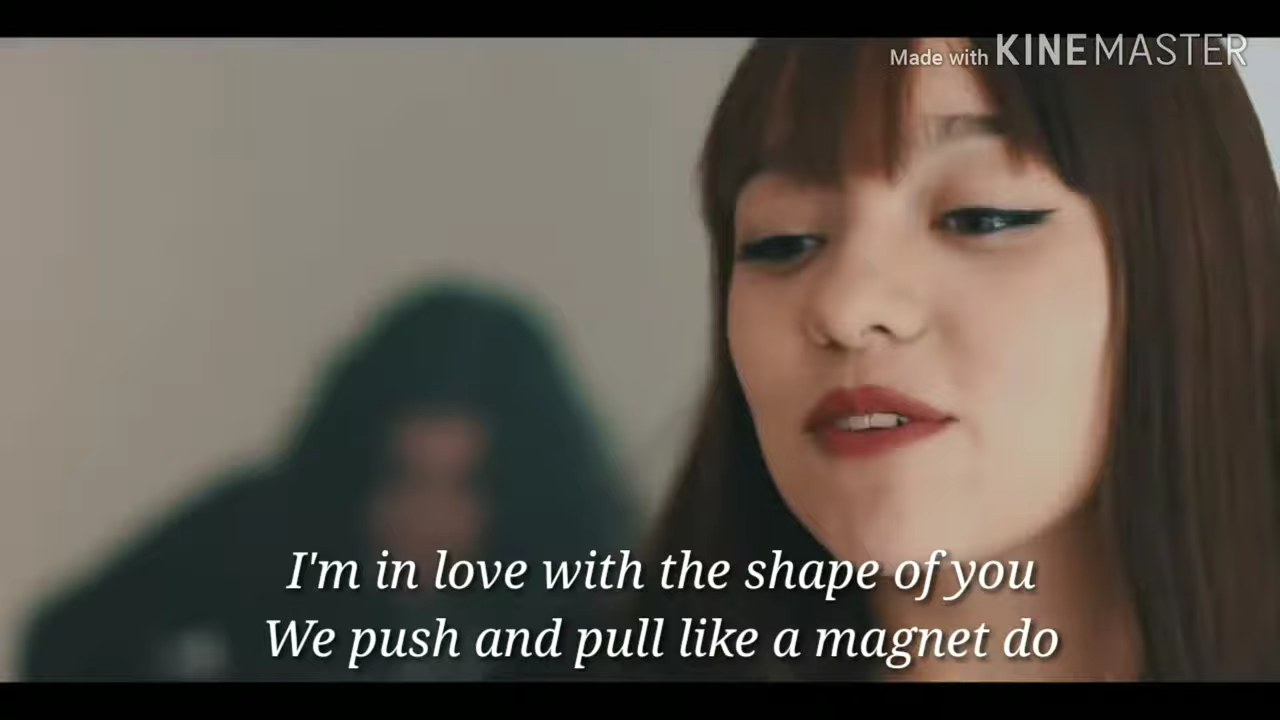 Made with KINEMASTER
I'm in love with the shape of you
We push and pull like a magnet do